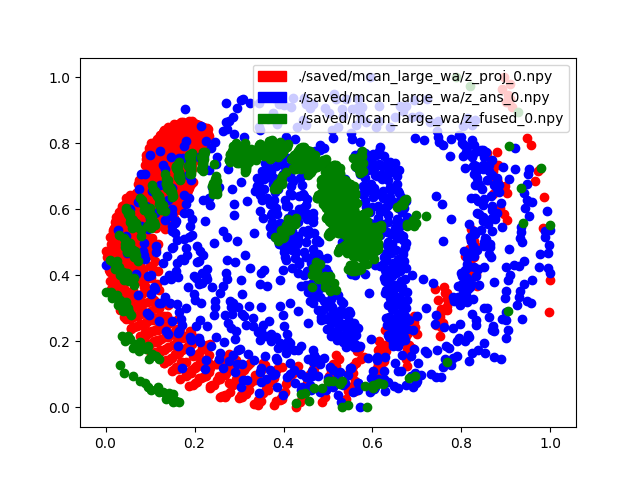 ./saved/mcan_large_wa/z_proj_0.npy
./saved/mcan_large_wa/z_ans_0.npy
./saved/mcan_large_wa/z_fused_0.npy
1.0
0.8
0.6
0.4
0.2
0.0
0.0 0.2 0.4 0.6 0.8 1.0